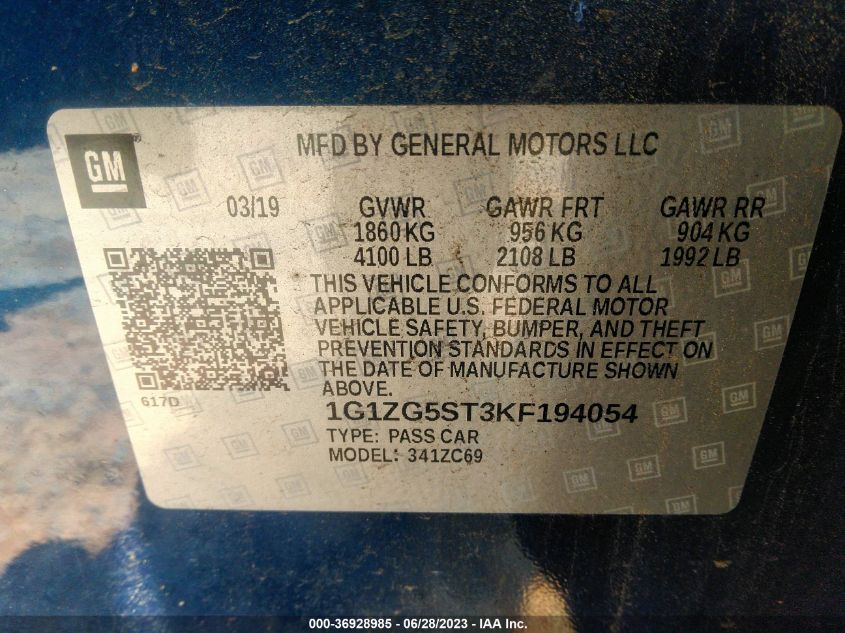 GM
MFD BY GENERAL MOTORS LLC
03/19 GVWR GAWR FRT GAWR RR
1860 KG 956 KG 904 KG
4100 LB 2108 LB 1992 LB
THIS VEHICLE CONFORMS TO ALL
APPLICABLE U.S. FEDERAL MOTOR
VEHICLE SAFETY, BUMPER, AND THEFT
PREVENTION STANDARDS IN EFFECT ON
THE DATE OF MANUFACTURE SHOWN
ABOVE.
617D
1G1ZG5ST3KF194054
TYPE: PASS CAR
MODEL: 341ZC69
000-36928985 - 06/28/2023 - IAA Inc.